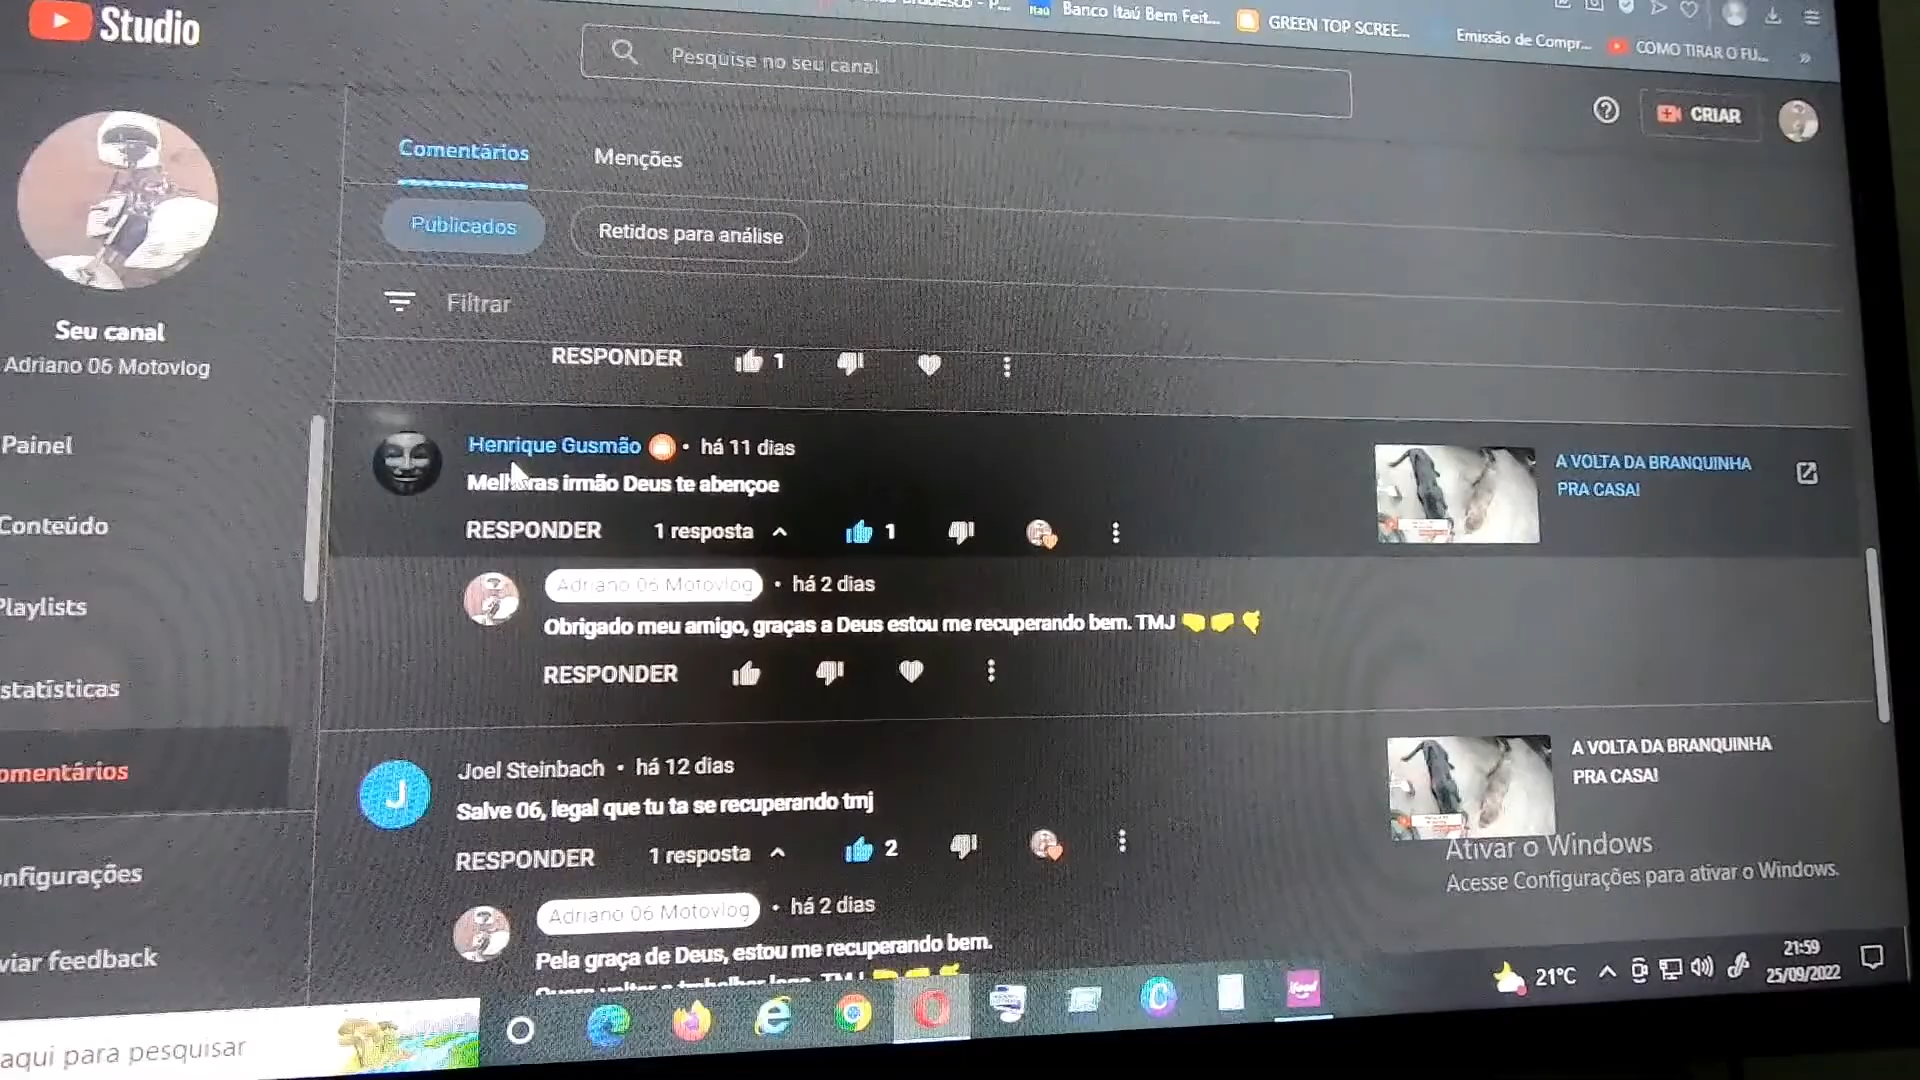 Studio
Banco Itaú Bem Feit...
GREEN TOP SCREE...
Emissão de Compr...
COMO TIRAR O FU...
»
Pesquise no seu canal
CRIAR
Comentários
Menções
Publicados
Retidos para análise
Filtrar
Seu canal
Adriano 06 Motovlog
Painel
Conteúdo
Playlists
statísticas
omentários
onfigurações
viar feedback
RESPONDER 1
Henrique Gusmão • há 11 dias
Melhoras irmão Deus te abençoe
RESPONDER 1 resposta 1
A VOLTA DA BRANQUINHA
PRA CASA!
Adriano 06 Motovlog • há 2 dias
Obrigado meu amigo, graças a Deus estou me recuperando bem. TMJ
RESPONDER
J
Joel Steinbach • há 12 dias
Salve 06, legal que tu ta se recuperando tmj
RESPONDER 1 resposta 2
A VOLTA DA BRANQUINHA
PRA CASA!
Adriano 06 Motovlog • há 2 dias
Pela graça de Deus, estou me recuperando bem.
Ativar o Windows
Acesse Configurações para ativar o Windows.
aqui para pesquisar
21°C
21:59
25/09/2022